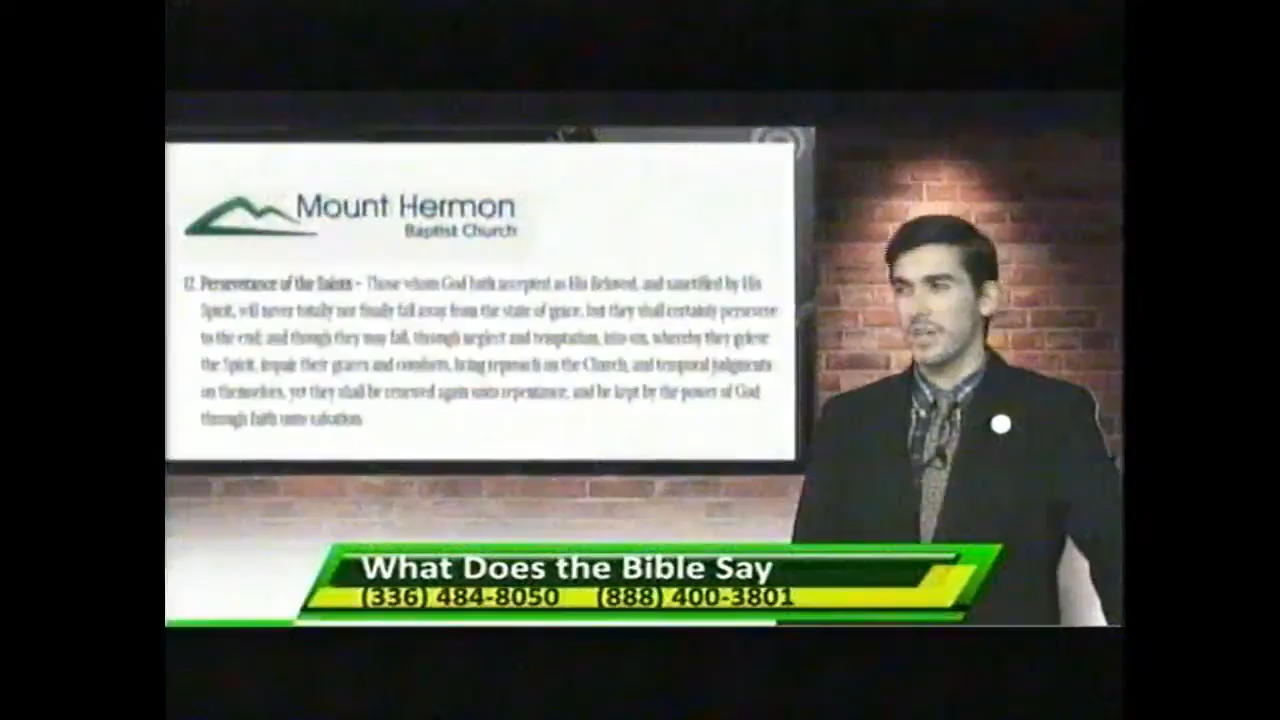 Mount Hermon
Baptist Church
12. Perseverance of the Saints – Those whom God hath accepted as His Beloved, and sanctified by His
Spirit, will never totally nor finally fall away from the state of grace, but they shall certainly persevere
to the end; and though they may fall, through neglect and temptation, into sin, whereby they grieve
the Spirit, impair their graces and comforts, bring reproach on the Church, and temporal judgments
on themselves, yet they shall be renewed again unto repentance, and be kept by the power of God
through faith unto salvation.
What Does the Bible Say
(336) 484-8050 (888) 400-3801